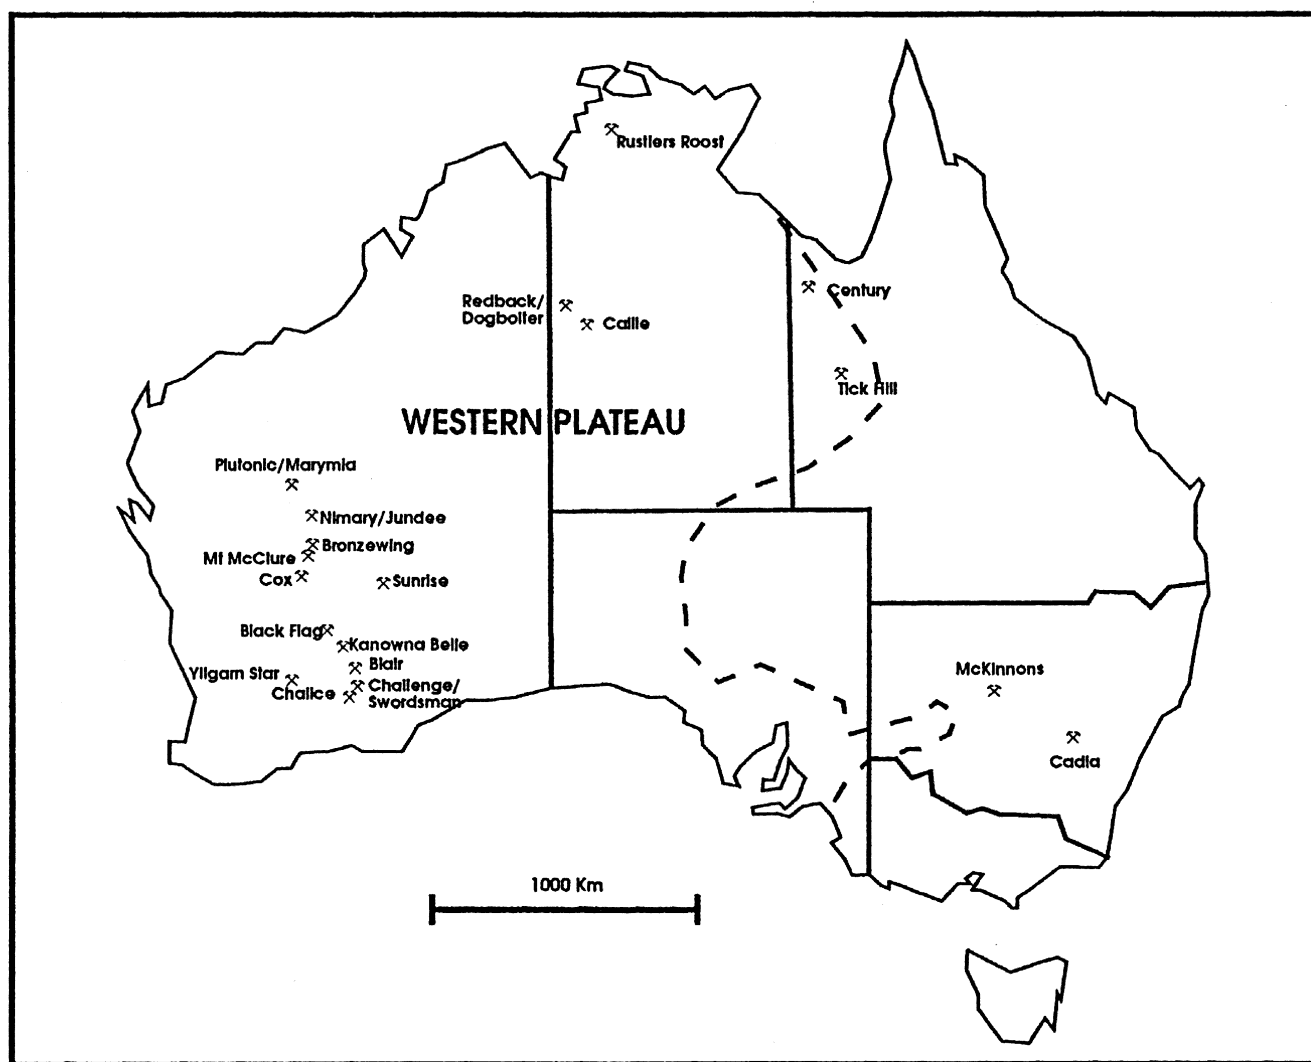 Rustlers Roost
Century
Redback/
Dogbolter
Callie
Tick Hill
WESTERN PLATEAU
Plutonic/Marymia
Nimary/Jundee
Bronzewing
Mt McClure
Cox
Sunrise
Black Flag
Kanowna Belle
Blair
Yilgarn Star
Challenge/
Chalice
Swordsman
McKinnons
Cadia
1000 Km